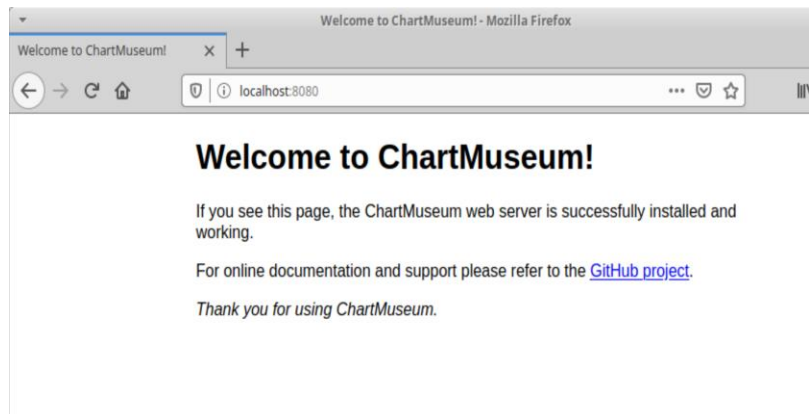 Welcome to ChartMuseum! - Mozilla Firefox
Welcome to ChartMuseum!
localhost:8080
Welcome to ChartMuseum!
If you see this page, the ChartMuseum web server is successfully installed and
working.
For online documentation and support please refer to the GitHub project.
Thank you for using ChartMuseum.